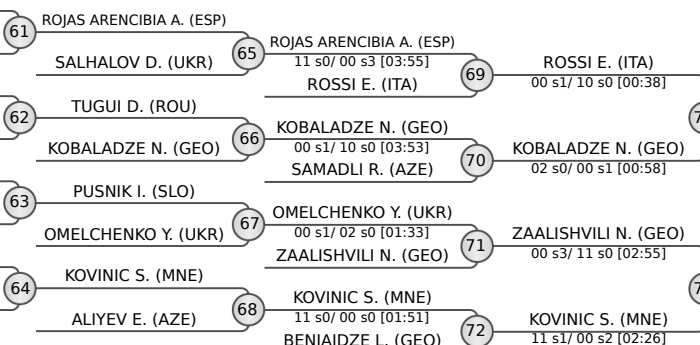 61
ROJAS ARENCIBIA A. (ESP)
SALHALOV D. (UKR)
65
ROJAS ARENCIBIA A. (ESP)
11 s0/ 00 s3 [03:55]
ROSSI E. (ITA)
69
ROSSI E. (ITA)
00 s1/ 10 s0 [00:38]
62
TUGUI D. (ROU)
KOBALADZE N. (GEO)
66
KOBALADZE N. (GEO)
00 s1/ 10 s0 [03:53]
SAMADLI R. (AZE)
70
KOBALADZE N. (GEO)
02 s0/ 00 s1 [00:58]
63
PUSNIK I. (SLO)
OMELCHENKO Y. (UKR)
67
OMELCHENKO Y. (UKR)
00 s1/ 02 s0 [01:33]
ZAALISHVILI N. (GEO)
71
ZAALISHVILI N. (GEO)
00 s3/ 11 s0 [02:55]
64
KOVINIC S. (MNE)
ALIYEV E. (AZE)
68
KOVINIC S. (MNE)
11 s0/ 00 s0 [01:51]
BENIAIDZE L. (GEO)
72
KOVINIC S. (MNE)
11 s1/ 00 s2 [02:26]